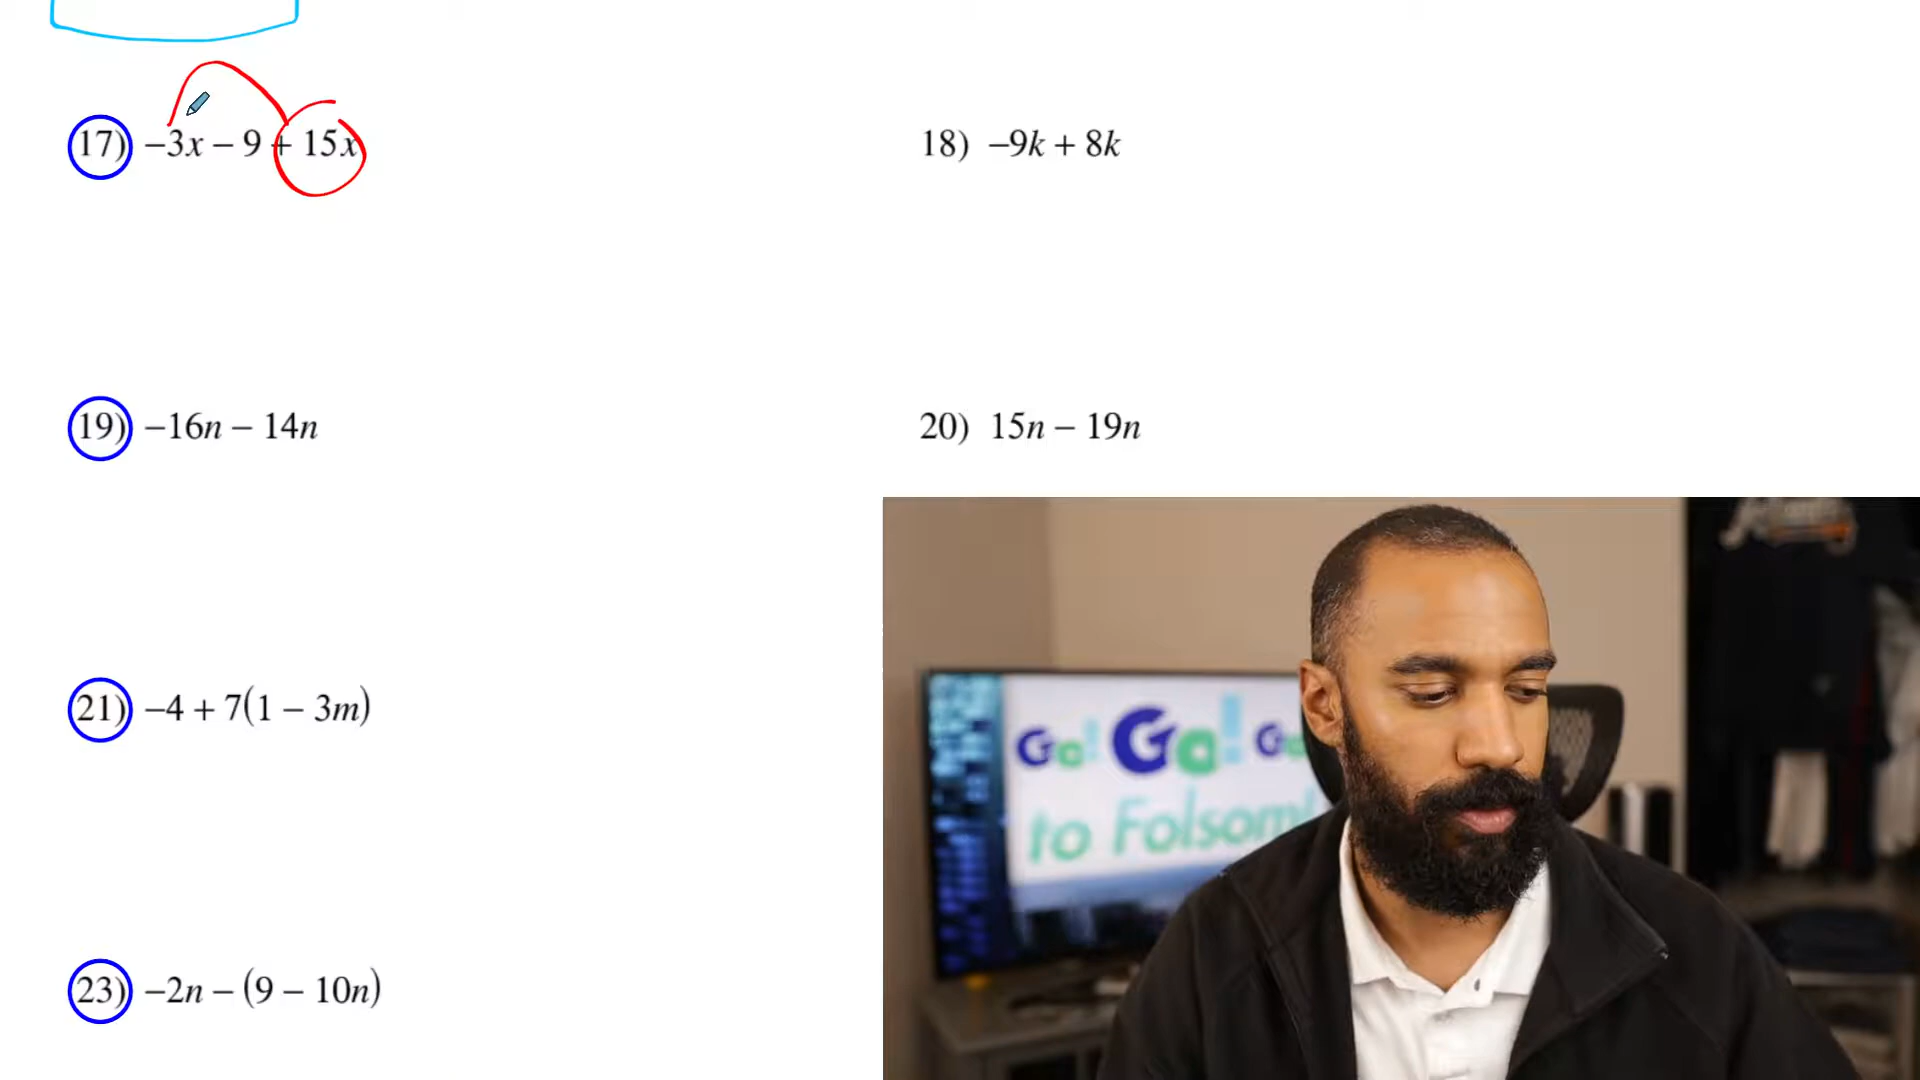 17) −3x − 9 + 15x
18) −9k + 8k
19) −16n − 14n
20) 15n − 19n
21) −4 + 7(1 − 3m)
23) −2n − (9 − 10n)
Go! Go! Go
to Folsom!